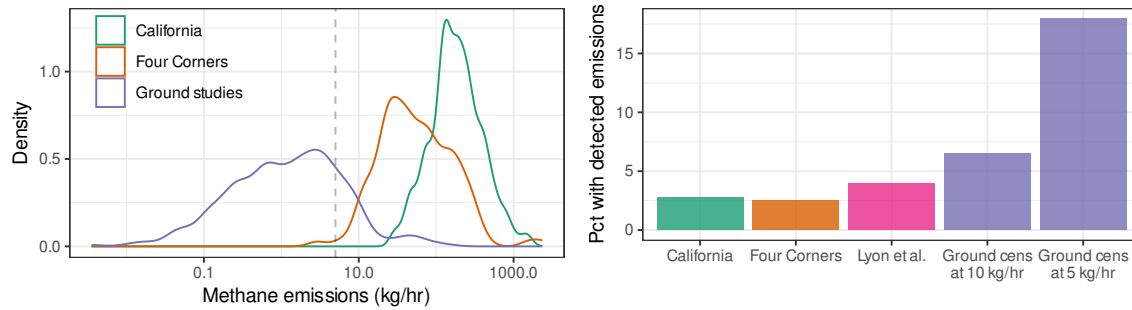 California
Four Corners
Ground studies
Density
1.0
0.5
0.0
0.1
10.0
1000.0
Methane emissions (kg/hr)
Pct with detected emissions
15
10
5
0
California
Four Corners
Lyon et al.
Ground cens
at 10 kg/hr
Ground cens
at 5 kg/hr